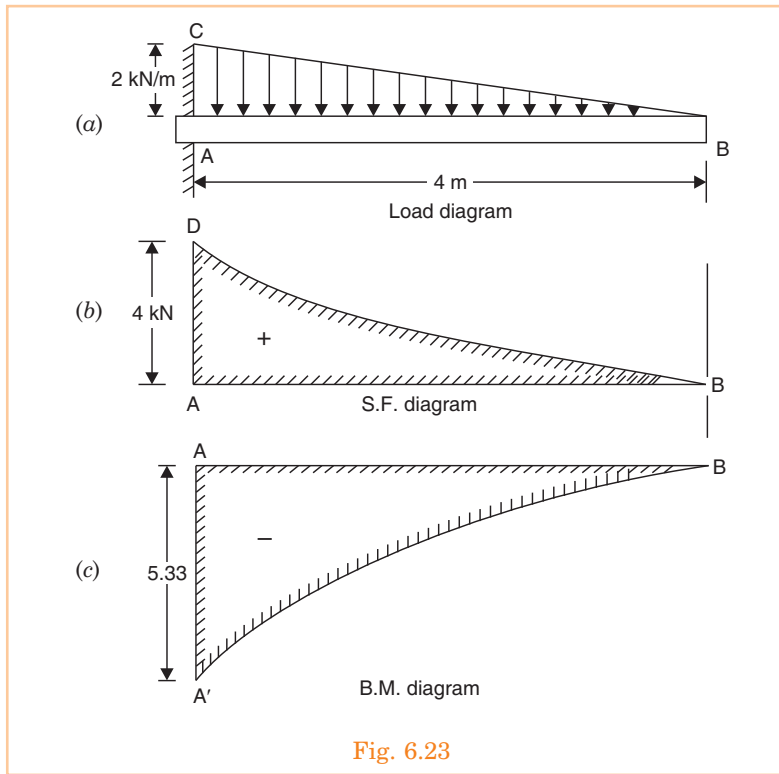 C
2 kN/m
(a)
A
B
4 m
Load diagram
D
(b)
4 kN
+
A
S.F. diagram
B
A
B
(c)
5.33
–
A′
B.M. diagram
Fig. 6.23